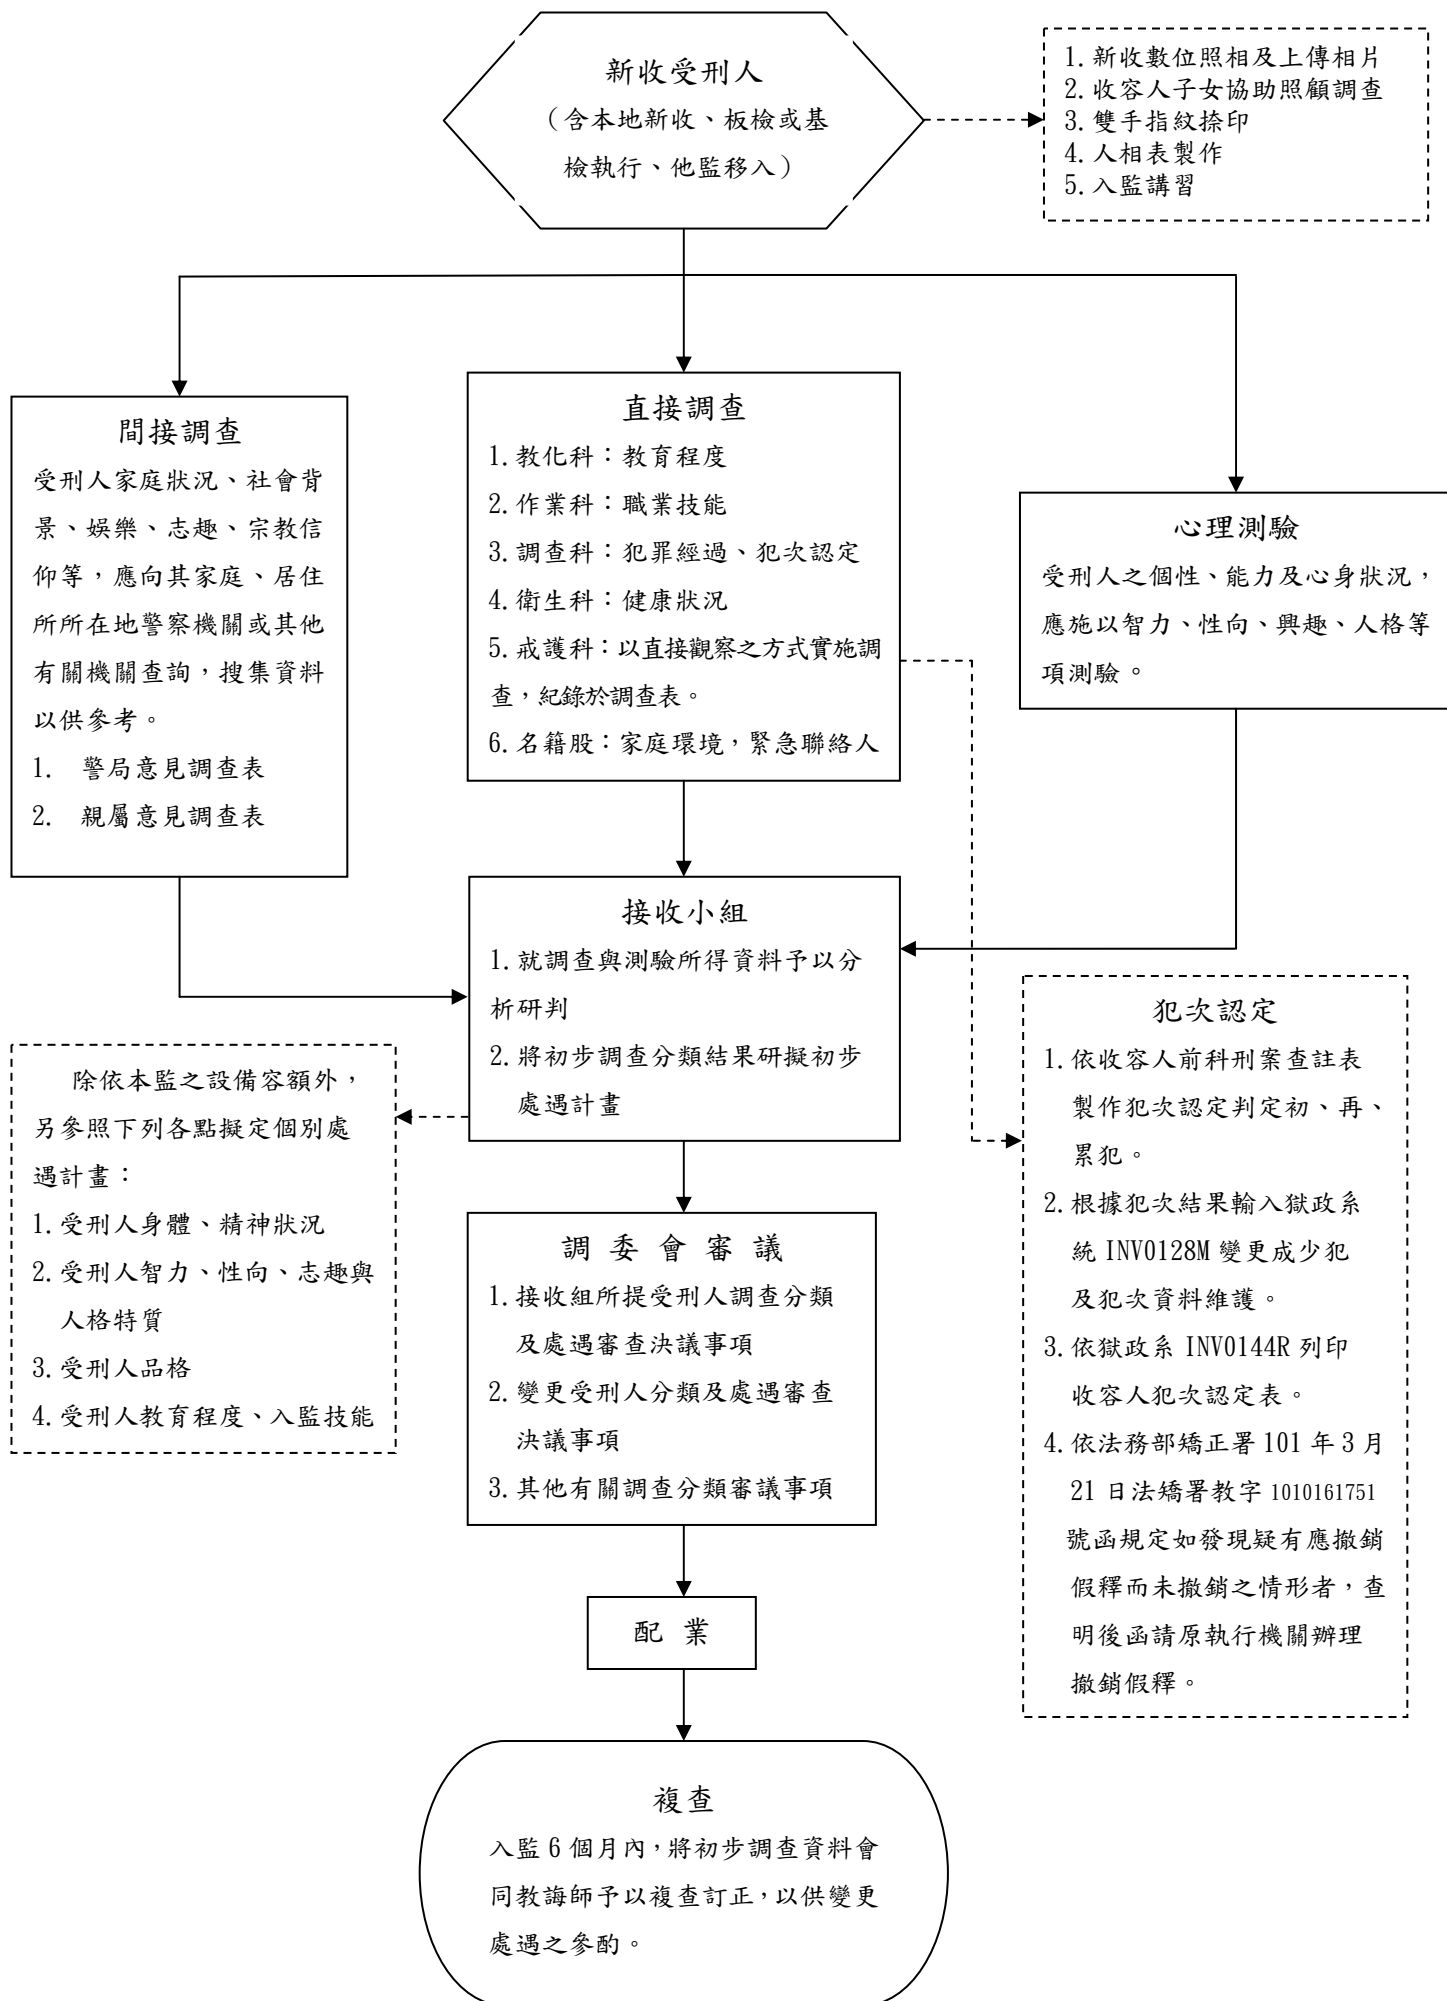 新收受刑人
（含本地新收、板檢或基
檢執行、他監移入）
1.新收數位照相及上傳相片
2.收容人子女協助照顧調查
3.雙手指紋捺印
4.人相表製作
5.入監講習
間接調查
受刑人家庭狀況、社會背
景、娛樂、志趣、宗教信
仰等，應向其家庭、居住
所所在地警察機關或其他
有關機關查詢，搜集資料
以供參考。
1. 警局意見調查表
2. 親屬意見調查表
直接調查
1.教化科：教育程度
2.作業科：職業技能
3.調查科：犯罪經過、犯次認定
4.衛生科：健康狀況
5.戒護科：以直接觀察之方式實施調
查，紀錄於調查表。
6.名籍股：家庭環境，緊急聯絡人
心理測驗
受刑人之個性、能力及心身狀況，
應施以智力、性向、興趣、人格等
項測驗。
接收小組
1.就調查與測驗所得資料予以分
析研判
2.將初步調查分類結果研擬初步
處遇計畫
除依本監之設備容額外，
另參照下列各點擬定個別處
遇計畫：
1.受刑人身體、精神狀況
2.受刑人智力、性向、志趣與
人格特質
3.受刑人品格
4.受刑人教育程度、入監技能
犯次認定
1.依收容人前科刑案查註表
製作犯次認定判定初、再、
累犯。
2.根據犯次結果輸入獄政系
統 INV0128M 變更成少犯
及犯次資料維護。
3.依獄政系 INV0144R 列印
收容人犯次認定表。
4.依法務部矯正署 101 年 3 月
21 日法矯署教字 1010161751
號函規定如發現疑有應撤銷
假釋而未撤銷之情形者，查
明後函請原執行機關辦理
撤銷假釋。
調 委 會 審 議
1.接收組所提受刑人調查分類
及處遇審查決議事項
2.變更受刑人分類及處遇審查
決議事項
3.其他有關調查分類審議事項
配 業
複查
入監 6 個月內，將初步調查資料會
同教誨師予以複查訂正，以供變更
處遇之參酌。